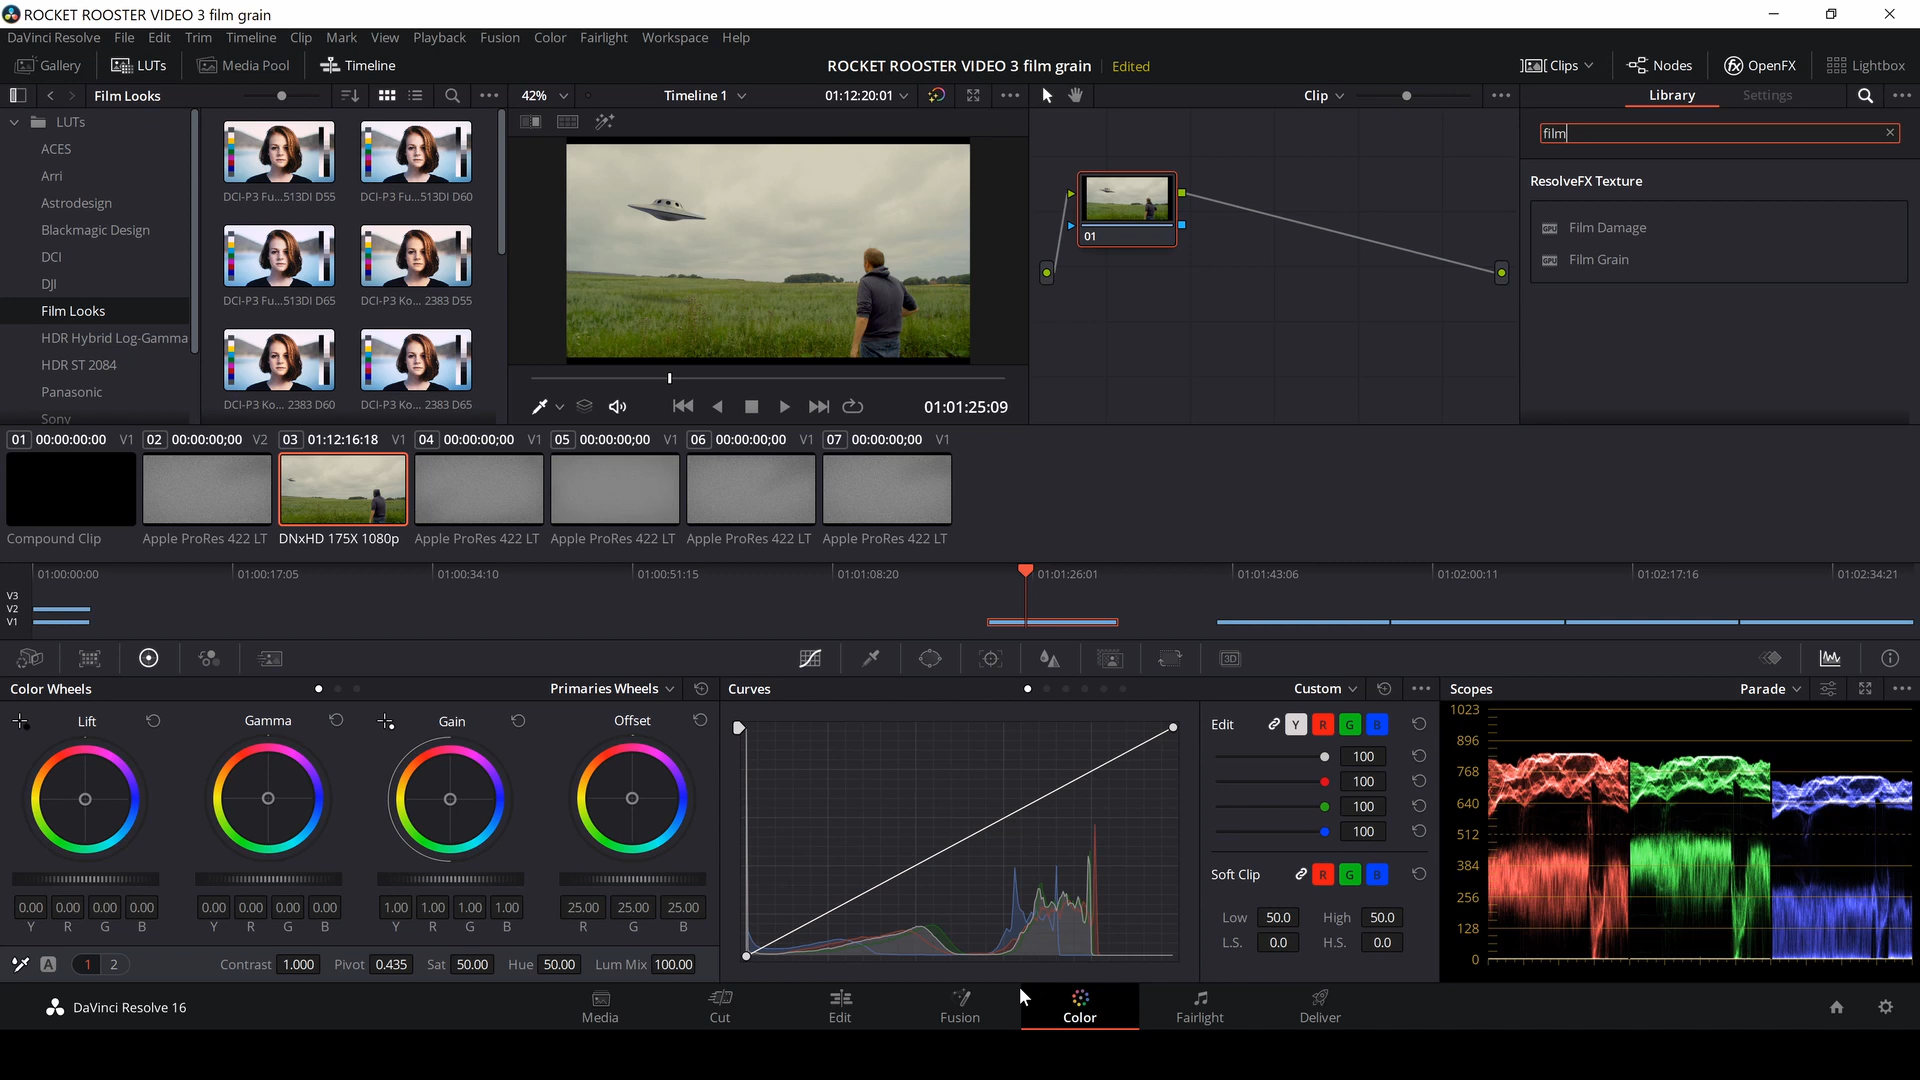 ROCKET ROOSTER VIDEO 3 film grain
DaVinci Resolve File Edit Trim Timeline Clip Mark View Playback Fusion Color Fairlight Workspace Help
Gallery LUTs Media Pool Timeline ROCKET ROOSTER VIDEO 3 film grain Edited Clips Nodes OpenFX Lightbox
Film Looks 42% Timeline 1 01:12:20:01 Clip Library Settings
LUTs
ACES
Arri
Astrodesign
Blackmagic Design
DCI
DJI
Film Looks
HDR Hybrid Log-Gamma
HDR ST 2084
Panasonic
Sony
DCI-P3 Fu...513DI D55 DCI-P3 Fu...513DI D60
DCI-P3 Fu...513DI D65 DCI-P3 Ko... 2383 D55
DCI-P3 Ko... 2383 D60 DCI-P3 Ko... 2383 D65
01:01:25:09
01
film
ResolveFX Texture
GPU Film Damage
GPU Film Grain
01 00:00:00:00 V1 02 00:00:00;00 V2 03 01:12:16:18 V1 04 00:00:00;00 V1 05 00:00:00;00 V1 06 00:00:00;00 V1 07 00:00:00;00 V1
Compound Clip Apple ProRes 422 LT DNxHD 175X 1080p Apple ProRes 422 LT Apple ProRes 422 LT Apple ProRes 422 LT Apple ProRes 422 LT
01:00:00:00 01:00:17:05 01:00:34:10 01:00:51:15 01:01:08:20 01:01:26:01 01:01:43:06 01:02:00:11 01:02:17:16 01:02:34:21
V3
V2
V1
3D
Color Wheels Primaries Wheels Curves Custom Scopes Parade
Lift Gamma Gain Offset
0.00 0.00 0.00 0.00 0.00 0.00 0.00 0.00 1.00 1.00 1.00 1.00 25.00 25.00 25.00
Y R G B Y R G B Y R G B R G B
A 1 2 Contrast 1.000 Pivot 0.435 Sat 50.00 Hue 50.00 Lum Mix 100.00
Edit Y R G B
100
100
100
100
Soft Clip R G B
Low 50.0 High 50.0
L.S. 0.0 H.S. 0.0
1023
896
768
640
512
384
256
128
0
DaVinci Resolve 16 Media Cut Edit Fusion Color Fairlight Deliver